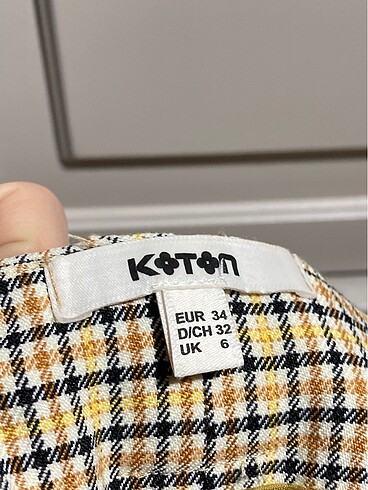 KOTON
EUR 34
D/CH 32
UK 6